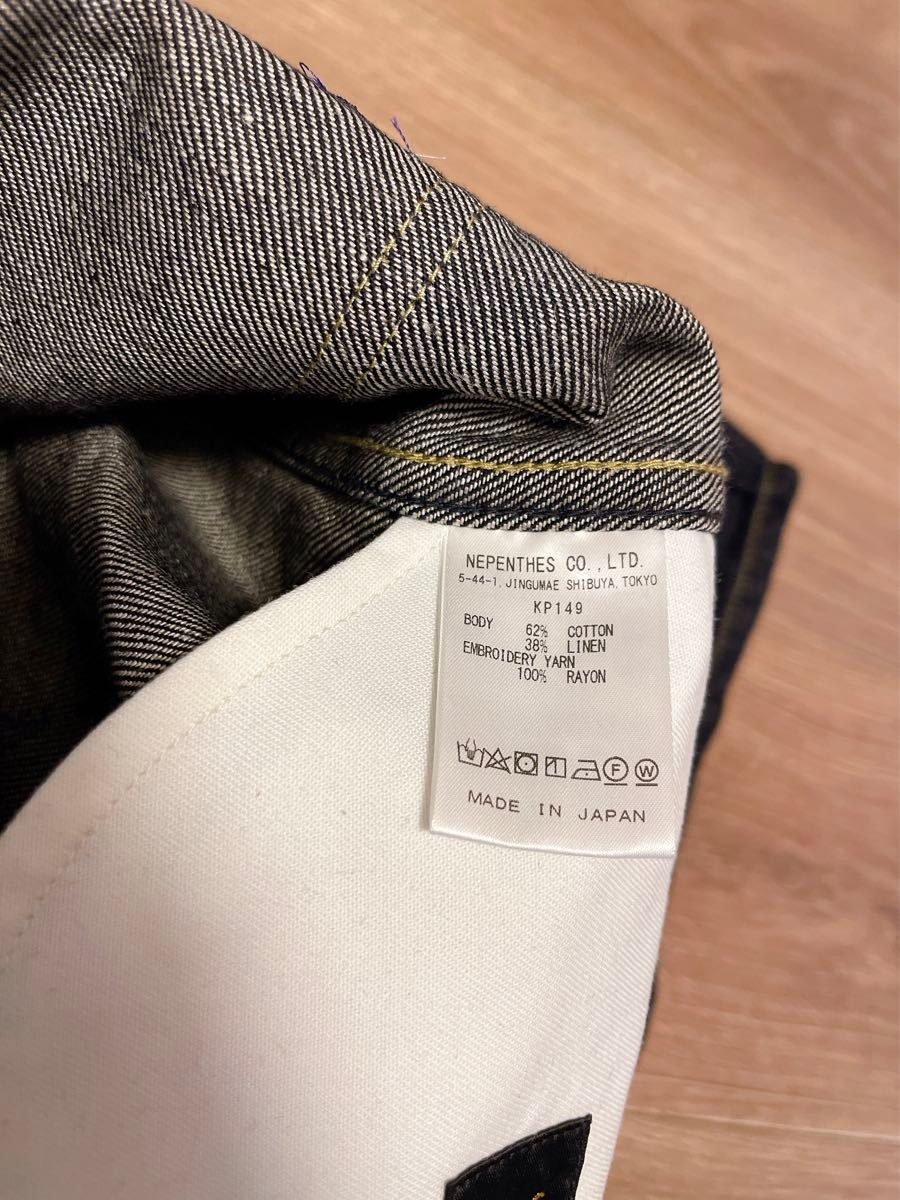 NEPENTHES CO.,LTD.
5-44-1, JINGUMAE SHIBUYA, TOKYO
KP149
BODY 62% COTTON
38% LINEN
EMBROIDERY YARN
100% RAYON
F W
MADE IN JAPAN